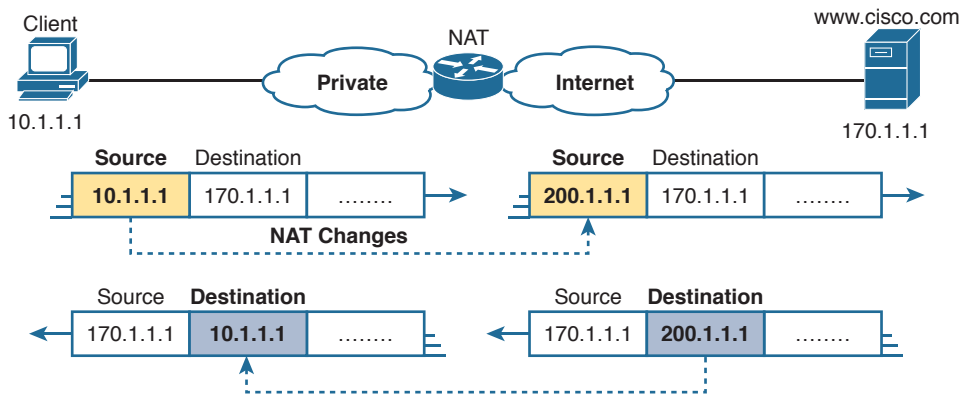 Client
NAT
www.cisco.com
Private
Internet
10.1.1.1
170.1.1.1
Source Destination
10.1.1.1 170.1.1.1 ........
Source Destination
200.1.1.1 170.1.1.1 ........
NAT Changes
Source Destination
170.1.1.1 10.1.1.1 ........
Source Destination
170.1.1.1 200.1.1.1 ........